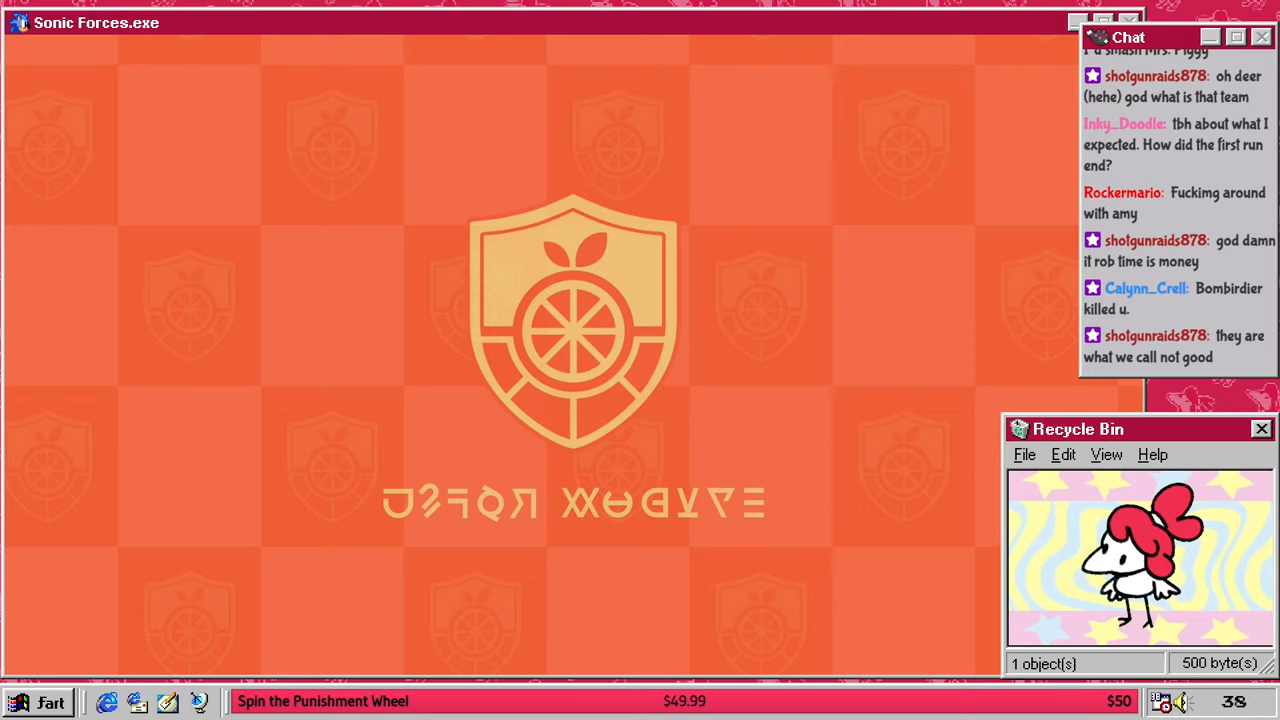 Sonic Forces.exe
Chat
I'd smash Mrs. Piggy
shotgunraids878: oh deer
(hehe) god what is that team
Inky_Doodle: tbh about what I
expected. How did the first run
end?
Rockermario: Fuckimg around
with amy
shotgunraids878: god damn
it rob time is money
Calynn_Crell: Bombirdier
killed u.
shotgunraids878: they are
what we call not good
Recycle Bin
File Edit View Help
1 object(s) 500 byte(s)
Fart
Spin the Punishment Wheel $49.99 $50
38